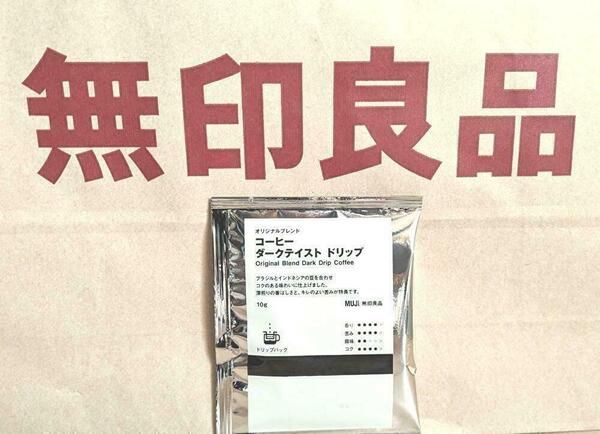 無印良品
オリジナルブレンド
コーヒー
ダークテイスト ドリップ
Original Blend Dark Drip Coffee
ブラジルとインドネシアの豆を合わせ
コクのある味わいに仕上げました。
深煎りの香ばしさと、キレのよい苦みが特長です。
10g
MUJI 無印良品
香り ★★★★★
苦み ★★★★★
酸味 ★★★★★
コク ★★★★★
ドリップバック